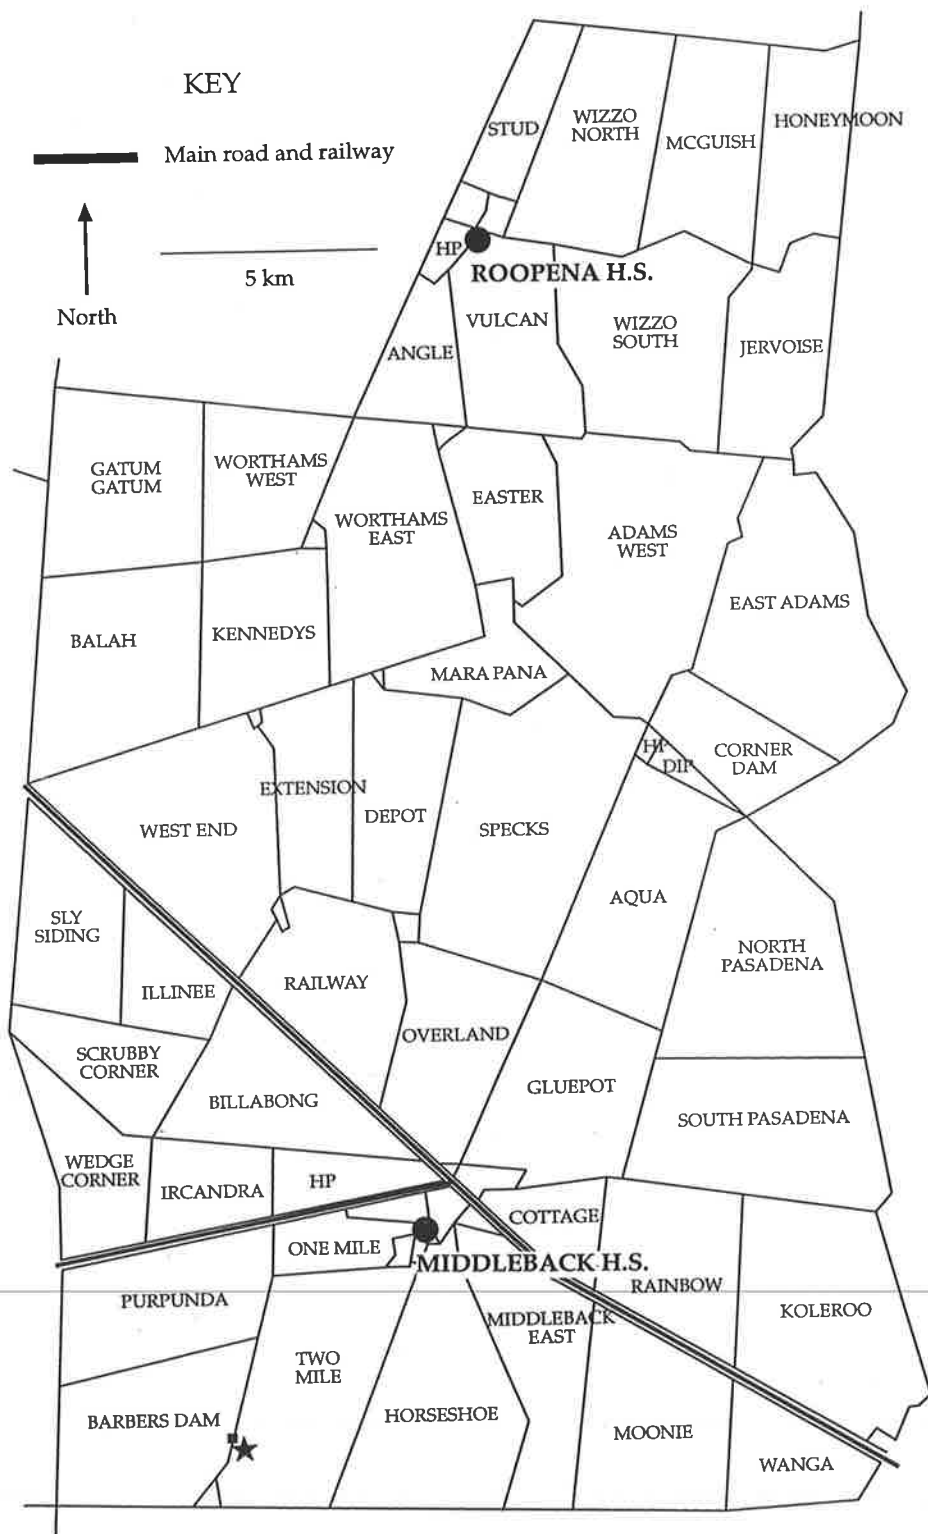 KEY
Main road and railway
5 km
North
STUD
WIZZO
NORTH
MCGUISH
HONEYMOON
HP
ROOPENA H.S.
VULCAN
WIZZO
SOUTH
JERVOISE
ANGLE
GATUM
GATUM
WORTHAMS
WEST
WORTHAMS
EAST
EASTER
ADAMS
WEST
EAST ADAMS
BALAH
KENNEDYS
MARA PANA
HP
DIP
CORNER
DAM
EXTENSION
WEST END
DEPOT
SPECKS
AQUA
SLY
SIDING
NORTH
PASADENA
ILLINEE
RAILWAY
OVERLAND
SCRUBBY
CORNER
BILLABONG
GLUEPOT
SOUTH PASADENA
WEDGE
CORNER
IRCANDRA
HP
COTTAGE
ONE MILE
MIDDLEBACK H.S.
RAINBOW
PURPUNDA
KOLEROO
MIDDLEBACK
EAST
TWO
MILE
BARBERS DAM
HORSESHOE
MOONIE
WANGA